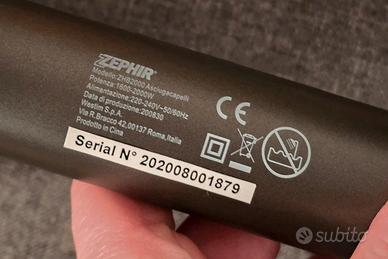 ZEPHIR®
Modello: ZHB2000 Asciugacapelli
Potenza: 1600-2000W
Alimentazione: 220-240V~50/60Hz
Data di produzione: 200830
Westim S.p.A.
Via R.Bracco 42,00137 Roma,Italia
Prodotto in Cina
CE
Serial N° 202008001879
subito